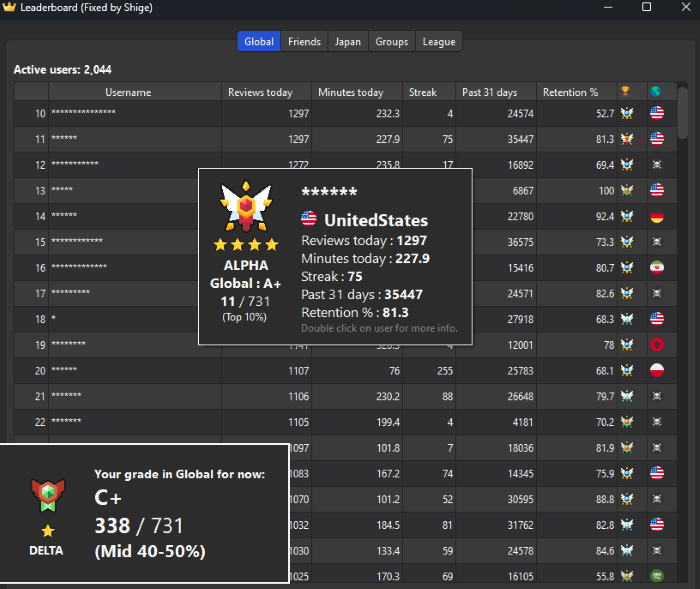 Leaderboard (Fixed by Shige)
Global Friends Japan Groups League
Active users: 2,044
Username Reviews today Minutes today Streak Past 31 days Retention %
10 *************** 1297 232.3 4 24574 52.7
11 ****** 1297 227.9 75 35447 81.3
12 *********** 1272 235.8 17 16892 69.4
13 ***** 6867 100
14 ****** 22780 92.4
15 ************ 36575 73.3
16 ************* 15416 80.7
17 ********* 24571 82.6
18 * 27918 68.3
19 ******** 12001 78
20 ****** 1107 76 255 25783 68.1
21 ******* 1106 230.2 88 26648 79.7
22 ******* 1105 199.4 4 4181 70.2
1097 101.8 7 18036 81.9
1083 167.2 74 14345 75.9
1070 101.2 52 30595 88.8
1032 184.5 81 31762 82.8
1030 133.4 59 24578 84.6
1025 170.3 69 16105 55.8
******
UnitedStates
Reviews today : 1297
Minutes today : 227.9
Streak : 75
Past 31 days : 35447
Retention % : 81.3
Double click on user for more info.
ALPHA
Global : A+
11 / 731
(Top 10%)
Your grade in Global for now:
C+
338 / 731
(Mid 40-50%)
DELTA